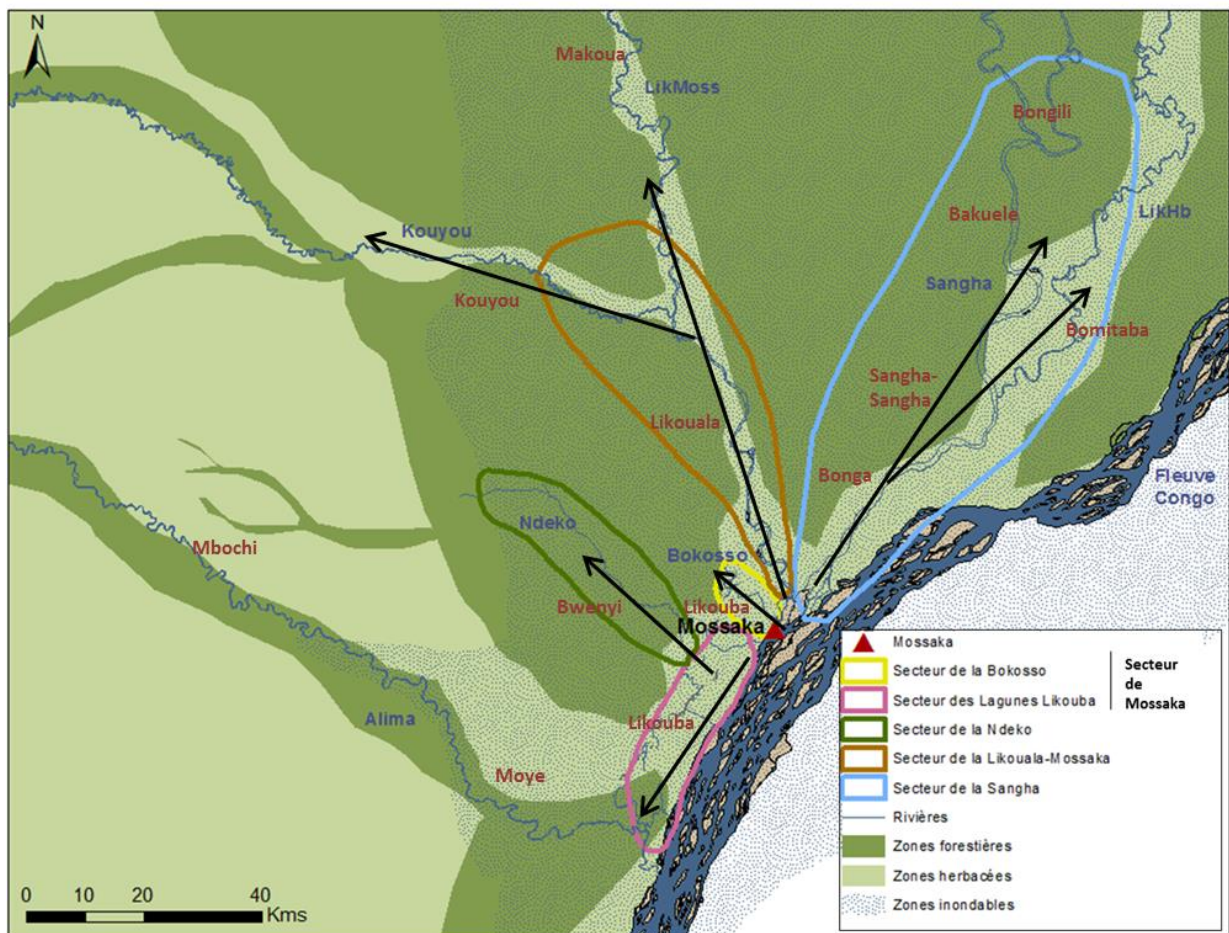 N
Makoua
LikMoss
Bongili
Bakuele
LikHb
Kouyou
Sangha
Kouyou
Bomitaba
Sangha-
Sangha
Likouala
Bonga
Fleuve
Congo
Ndeko
Mbochi
Bokosso
Bwenyi
Likouba
Mossaka
Likouba
Alima
Moye
Mossaka
Secteur de la Bokosso
Secteur des Lagunes Likouba
Secteur
de
Mossaka
Secteur de la Ndeko
Secteur de la Likouala-Mossaka
Secteur de la Sangha
Rivières
Zones forestières
Zones herbacées
Zones inondables
0 10 20 40
Kms